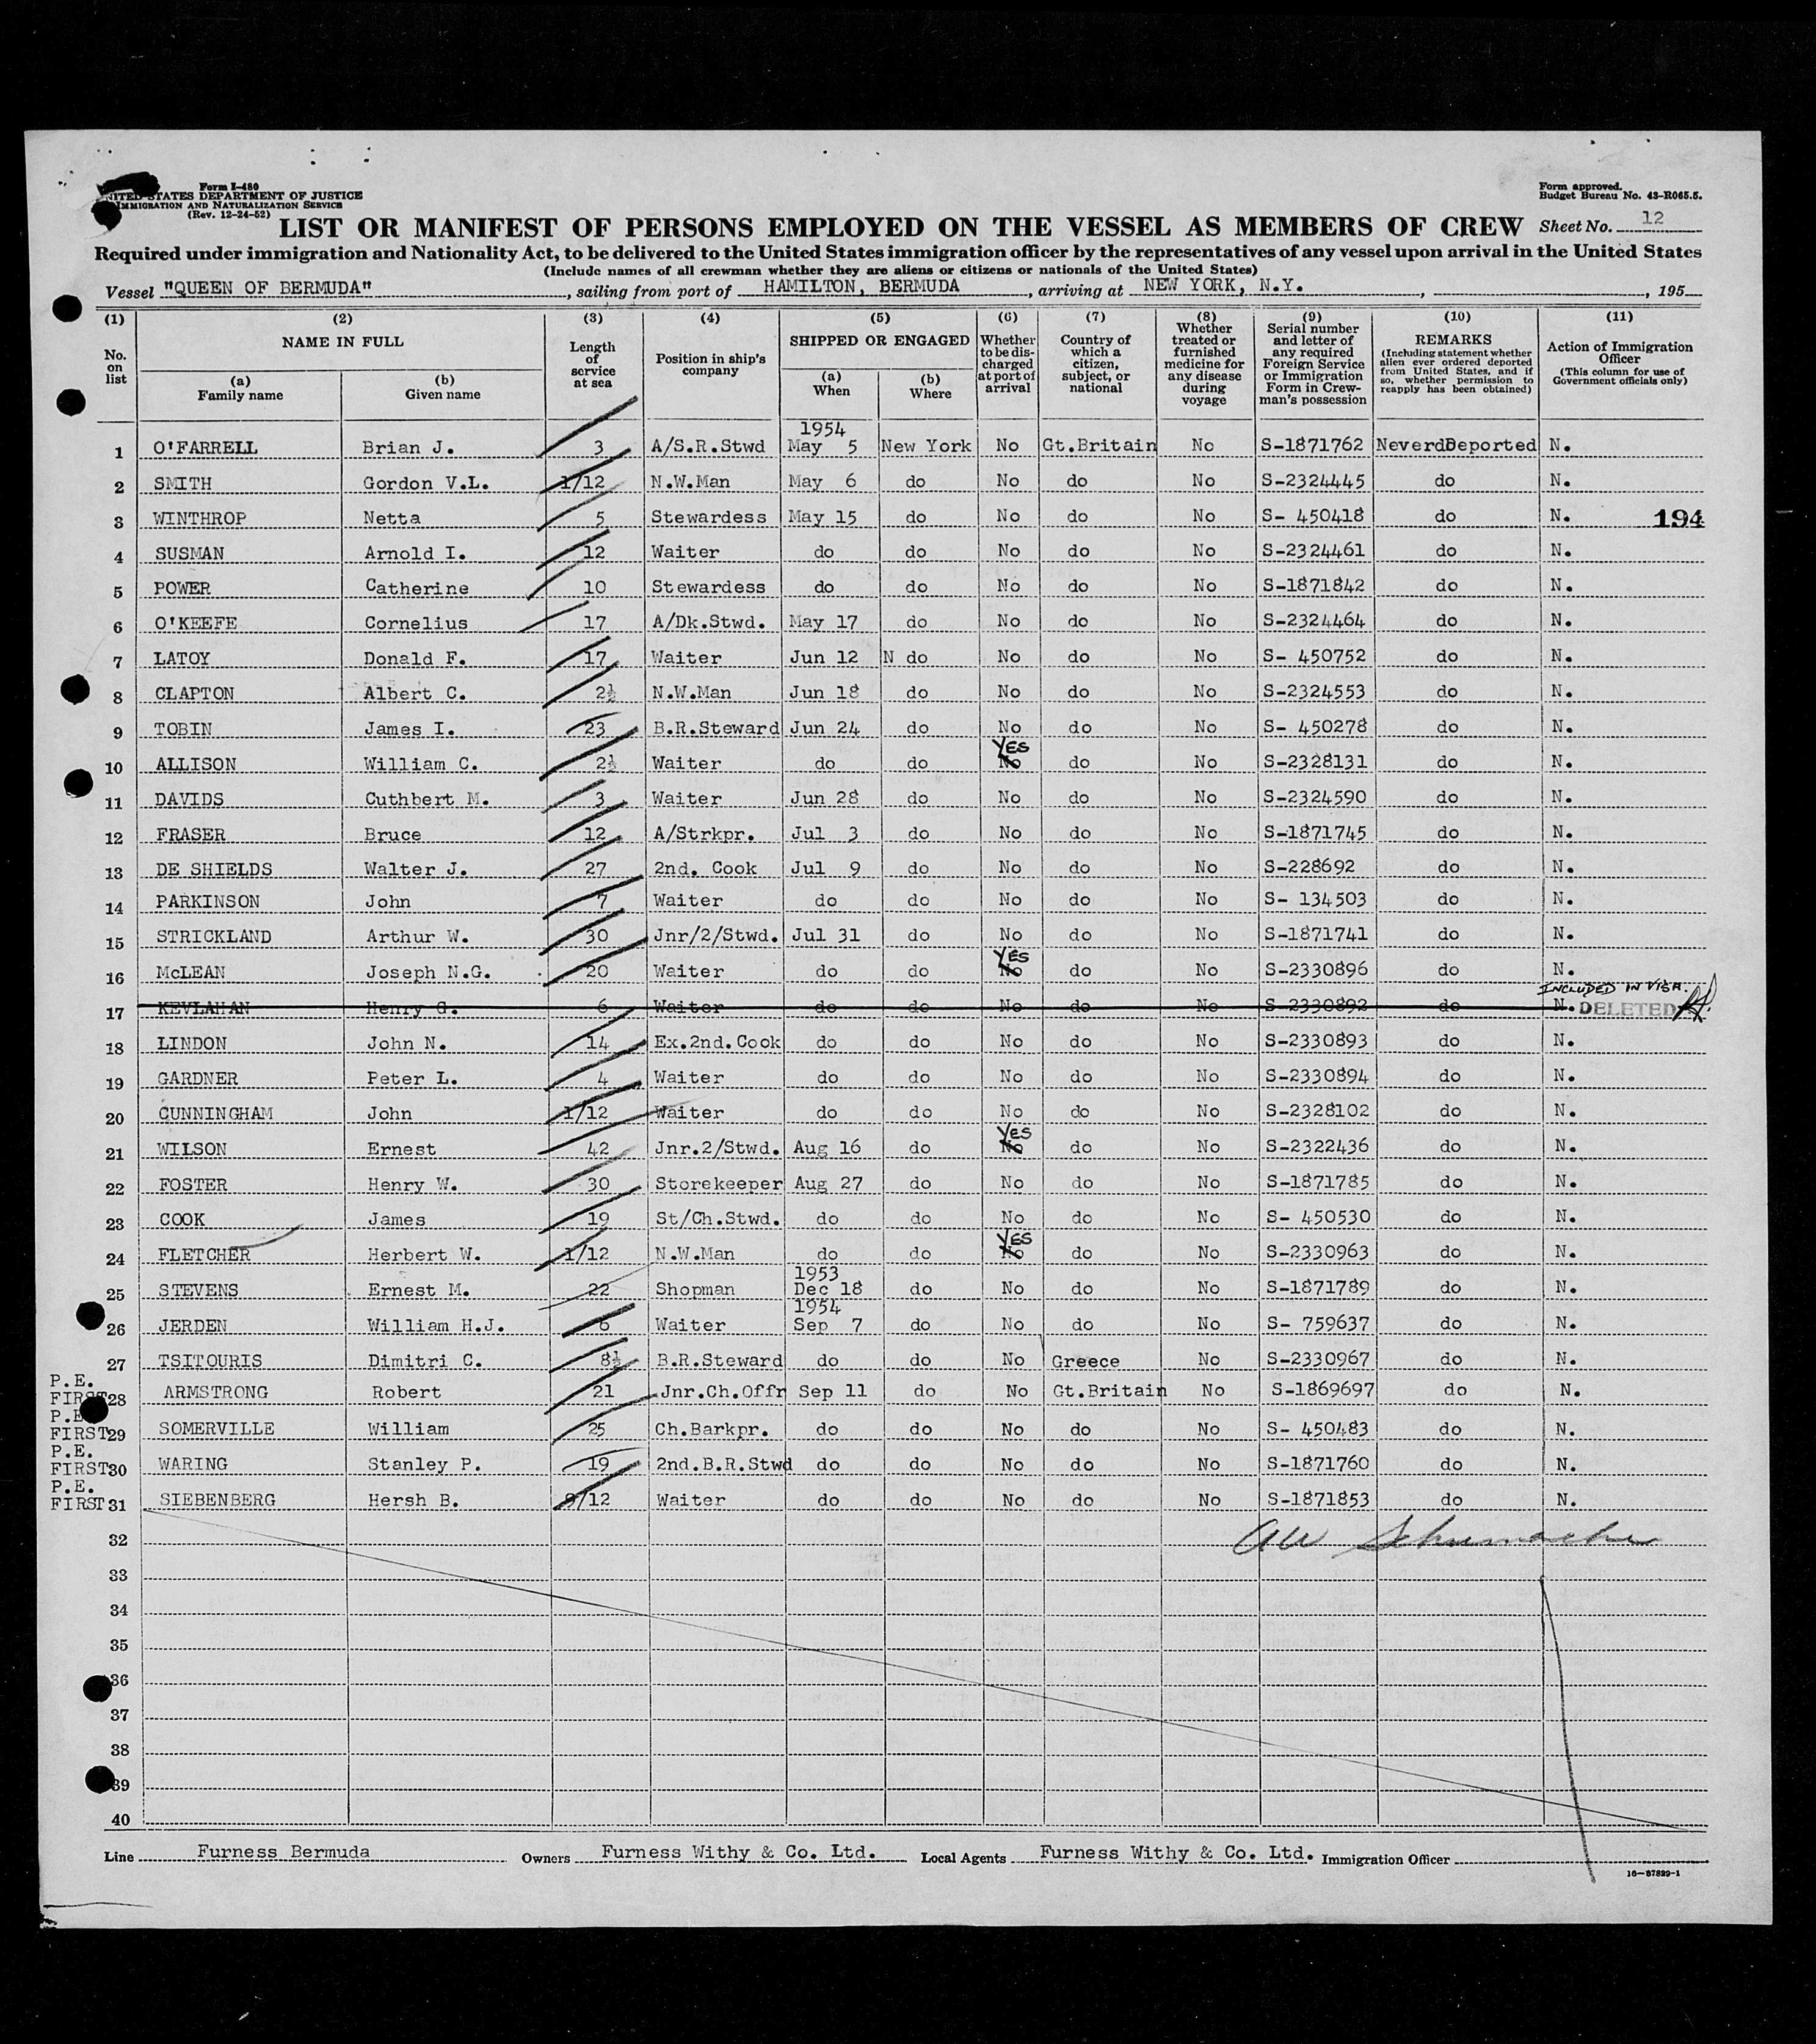 Form I-480
UNITED STATES DEPARTMENT OF JUSTICE
IMMIGRATION AND NATURALIZATION SERVICE
(Rev. 12-24-52)
Form approved.
Budget Bureau No. 43-R065.5.
LIST OR MANIFEST OF PERSONS EMPLOYED ON THE VESSEL AS MEMBERS OF CREW Sheet No. 12
Required under immigration and Nationality Act, to be delivered to the United States immigration officer by the representatives of any vessel upon arrival in the United States
(Include names of all crewman whether they are aliens or citizens or nationals of the United States)
Vessel "QUEEN OF BERMUDA", sailing from port of HAMILTON, BERMUDA, arriving at NEW YORK, N.Y., , 195
(1) No. on list
(2) NAME IN FULL
(a) Family name
(b) Given name
(3) Length of service at sea
(4) Position in ship's company
(5) SHIPPED OR ENGAGED
(a) When
(b) Where
(6) Whether to be discharged at port of arrival
(7) Country of which a citizen, subject, or national
(8) Whether treated or furnished medicine for any disease during voyage
(9) Serial number and letter of any required Foreign Service or Immigration Form in Crewman's possession
(10) REMARKS (Including statement whether alien ever ordered deported from United States, and if so, whether permission to reapply has been obtained)
(11) Action of Immigration Officer (This column for use of Government officials only)
1954
1 O'FARRELL Brian J. 3 A/S.R.Stwd May 5 New York No Gt.Britain No S-1871762 NeverdDeported N.
2 SMITH Gordon V.L. 1/12 N.W.Man May 6 do No do No S-2324445 do N.
3 WINTHROP Netta 5 Stewardess May 15 do No do No S- 450418 do N. 194
4 SUSMAN Arnold I. 12 Waiter do do No do No S-2324461 do N.
5 POWER Catherine 10 Stewardess do do No do No S-1871842 do N.
6 O'KEEFE Cornelius 17 A/Dk.Stwd. May 17 do No do No S-2324464 do N.
7 LATOY Donald F. 17 Waiter Jun 12 N do No do No S- 450752 do N.
8 CLAPTON Albert C. 2½ N.W.Man Jun 18 do No do No S-2324553 do N.
9 TOBIN James I. 23 B.R.Steward Jun 24 do No do No S- 450278 do N.
YES
10 ALLISON William C. 2½ Waiter do do No do No S-2328131 do N.
11 DAVIDS Cuthbert M. 3 Waiter Jun 28 do No do No S-2324590 do N.
12 FRASER Bruce 12 A/Strkpr. Jul 3 do No do No S-1871745 do N.
13 DE SHIELDS Walter J. 27 2nd. Cook Jul 9 do No do No S-228692 do N.
14 PARKINSON John 7 Waiter do do No do No S- 134503 do N.
15 STRICKLAND Arthur W. 30 Jnr/2/Stwd. Jul 31 do No do No S-1871741 do N.
YES
16 McLEAN Joseph N.G. 20 Waiter do do No do No S-2330896 do N.
INCLUDED IN VISA.
17 KEVLAHAN Henry G. 6 Waiter do do No do No S-2330892 do N. DELETED
18 LINDON John N. 14 Ex.2nd.Cook do do No do No S-2330893 do N.
19 GARDNER Peter L. 4 Waiter do do No do No S-2330894 do N.
20 CUNNINGHAM John 1/12 Waiter do do No do No S-2328102 do N.
YES
21 WILSON Ernest 42 Jnr.2/Stwd. Aug 16 do No do No S-2322436 do N.
22 FOSTER Henry W. 30 Storekeeper Aug 27 do No do No S-1871785 do N.
23 COOK James 19 St/Ch.Stwd. do do No do No S- 450530 do N.
YES
24 FLETCHER Herbert W. 1/12 N.W.Man do do No do No S-2330963 do N.
1953
25 STEVENS Ernest M. 22 Shopman Dec 18 do No do No S-1871789 do N.
1954
26 JERDEN William H.J. 6 Waiter Sep 7 do No do No S- 759637 do N.
27 TSITOURIS Dimitri C. 8½ B.R.Steward do do No Greece No S-2330967 do N.
P.E.
FIRST 28 ARMSTRONG Robert 21 Jnr.Ch.Offr Sep 11 do No Gt.Britain No S-1869697 do N.
P.E.
FIRST 29 SOMERVILLE William 25 Ch.Barkpr. do do No do No S- 450483 do N.
P.E.
FIRST 30 WARING Stanley P. 19 2nd.B.R.Stwd do do No do No S-1871760 do N.
P.E.
FIRST 31 SIEBENBERG Hersh B. 9/12 Waiter do do No do No S-1871853 do N.
32 AW Schumacher
33
34
35
36
37
38
39
40
Line Furness Bermuda Owners Furness Withy & Co. Ltd. Local Agents Furness Withy & Co. Ltd. Immigration Officer
16-67829-1